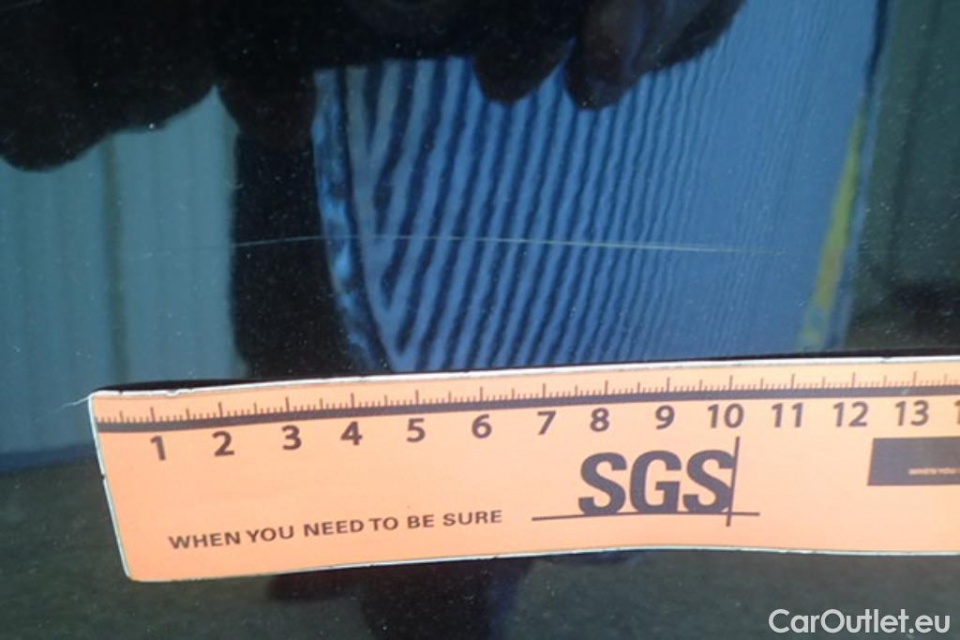 1 2 3 4 5 6 7 8 9 10 11 12 13
SGS
WHEN YOU NEED TO BE SURE
CarOutlet.eu